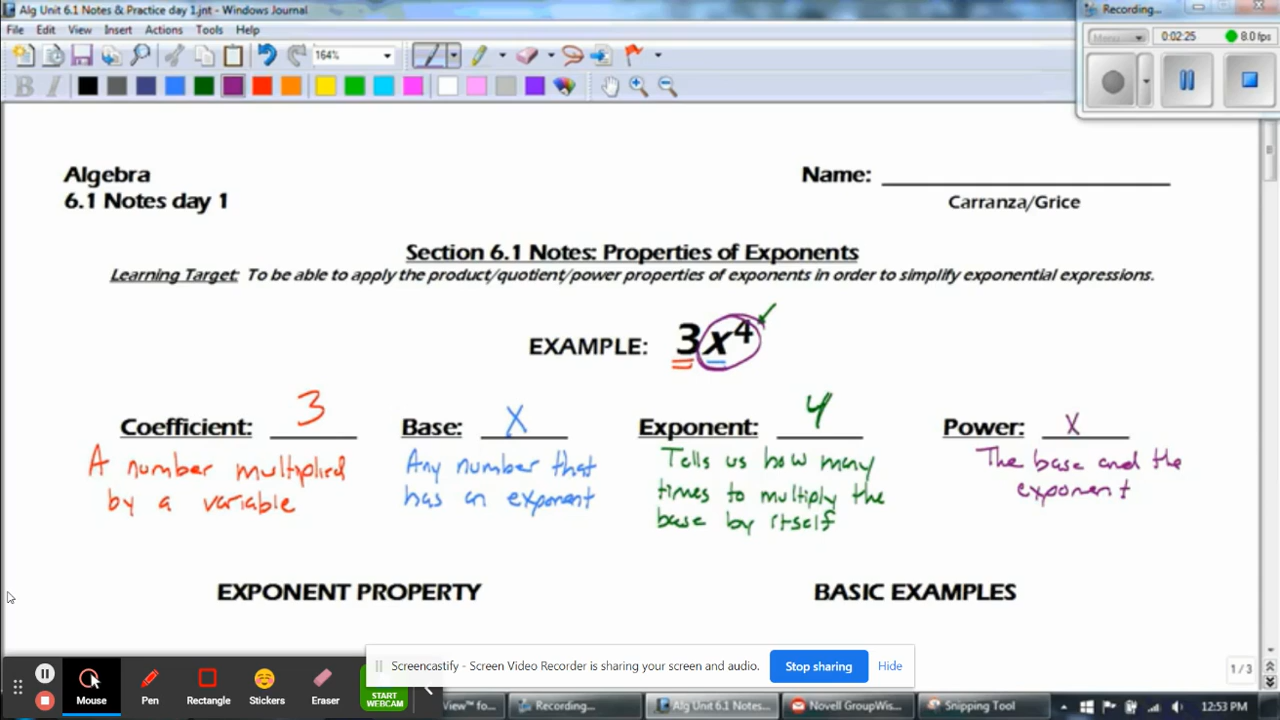 Alg Unit 6.1 Notes & Practice day 1.jnt - Windows Journal
File Edit View Insert Actions Tools Help
164%
Recording...
Menu
0:02:25 8.0 fps
Algebra
6.1 Notes day 1
Name:
Carranza/Grice
Section 6.1 Notes: Properties of Exponents
Learning Target: To be able to apply the product/quotient/power properties of exponents in order to simplify exponential expressions.
EXAMPLE: 3x⁴
Coefficient: 3
A number multiplied
by a variable
Base: x
Any number that
has an exponent
Exponent: 4
Tells us how many
times to multiply the
base by itself
Power: x
The base and the
exponent
EXPONENT PROPERTY
BASIC EXAMPLES
Screencastify - Screen Video Recorder is sharing your screen and audio. Stop sharing Hide
1 / 3
Mouse Pen Rectangle Stickers Eraser START WEBCAM
View™ fo... Recording... Alg Unit 6.1 Notes... Novell GroupWis... Snipping Tool 12:53 PM